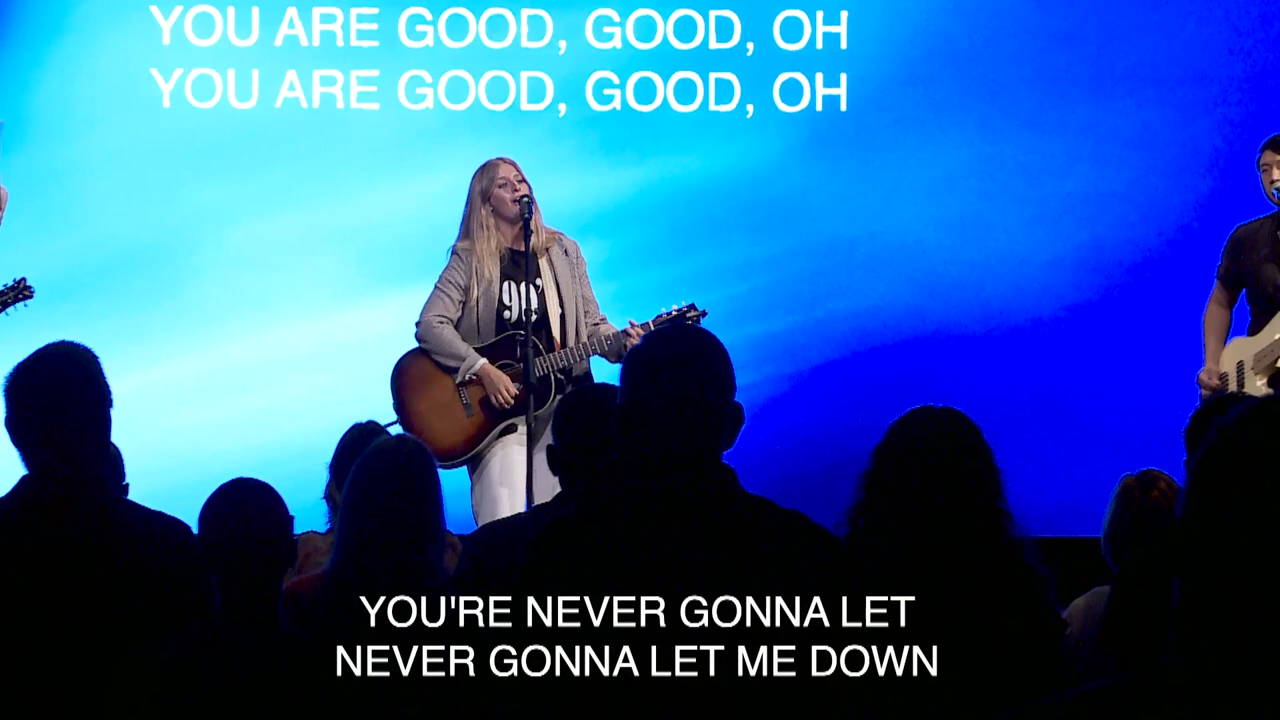 YOU ARE GOOD, GOOD, OH
YOU ARE GOOD, GOOD, OH
90'
YOU'RE NEVER GONNA LET
NEVER GONNA LET ME DOWN